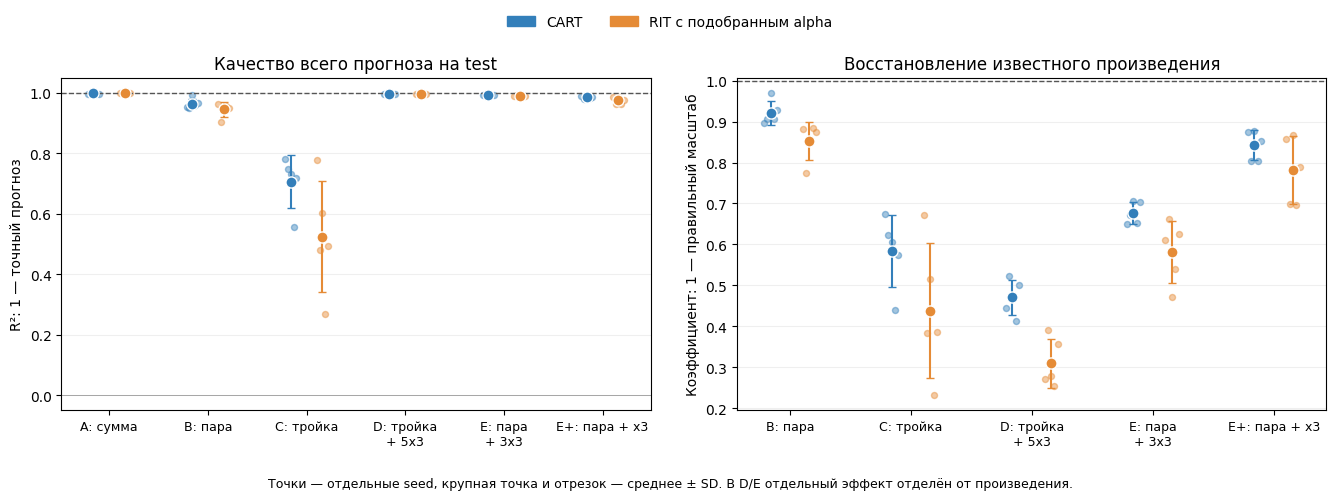 CART
RIT с подобранным alpha
Качество всего прогноза на test
R²: 1 — точный прогноз
1.0
0.8
0.6
0.4
0.2
0.0
A: сумма
B: пара
C: тройка
D: тройка
+ 5x3
E: пара
+ 3x3
E+: пара + x3
Восстановление известного произведения
Коэффициент: 1 — правильный масштаб
1.0
0.9
0.8
0.7
0.6
0.5
0.4
0.3
0.2
B: пара
C: тройка
D: тройка
+ 5x3
E: пара
+ 3x3
E+: пара + x3
Точки — отдельные seed, крупная точка и отрезок — среднее ± SD. В D/E отдельный эффект отделён от произведения.